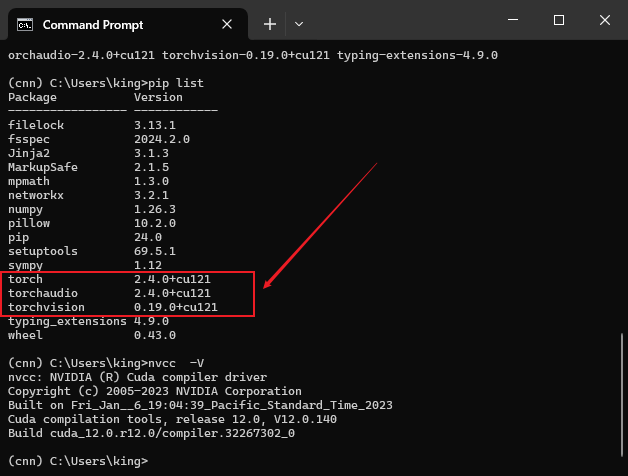 Command Prompt
orchaudio-2.4.0+cu121 torchvision-0.19.0+cu121 typing-extensions-4.9.0
(cnn) C:\Users\king>pip list
Package           Version
----------------- ------------
filelock          3.13.1
fsspec            2024.2.0
Jinja2            3.1.3
MarkupSafe        2.1.5
mpmath            1.3.0
networkx          3.2.1
numpy             1.26.3
pillow            10.2.0
pip               24.0
setuptools        69.5.1
sympy             1.12
torch             2.4.0+cu121
torchaudio        2.4.0+cu121
torchvision       0.19.0+cu121
typing_extensions 4.9.0
wheel             0.43.0
(cnn) C:\Users\king>nvcc  -V
nvcc: NVIDIA (R) Cuda compiler driver
Copyright (c) 2005-2023 NVIDIA Corporation
Built on Fri_Jan__6_19:04:39_Pacific_Standard_Time_2023
Cuda compilation tools, release 12.0, V12.0.140
Build cuda_12.0.r12.0/compiler.32267302_0
(cnn) C:\Users\king>